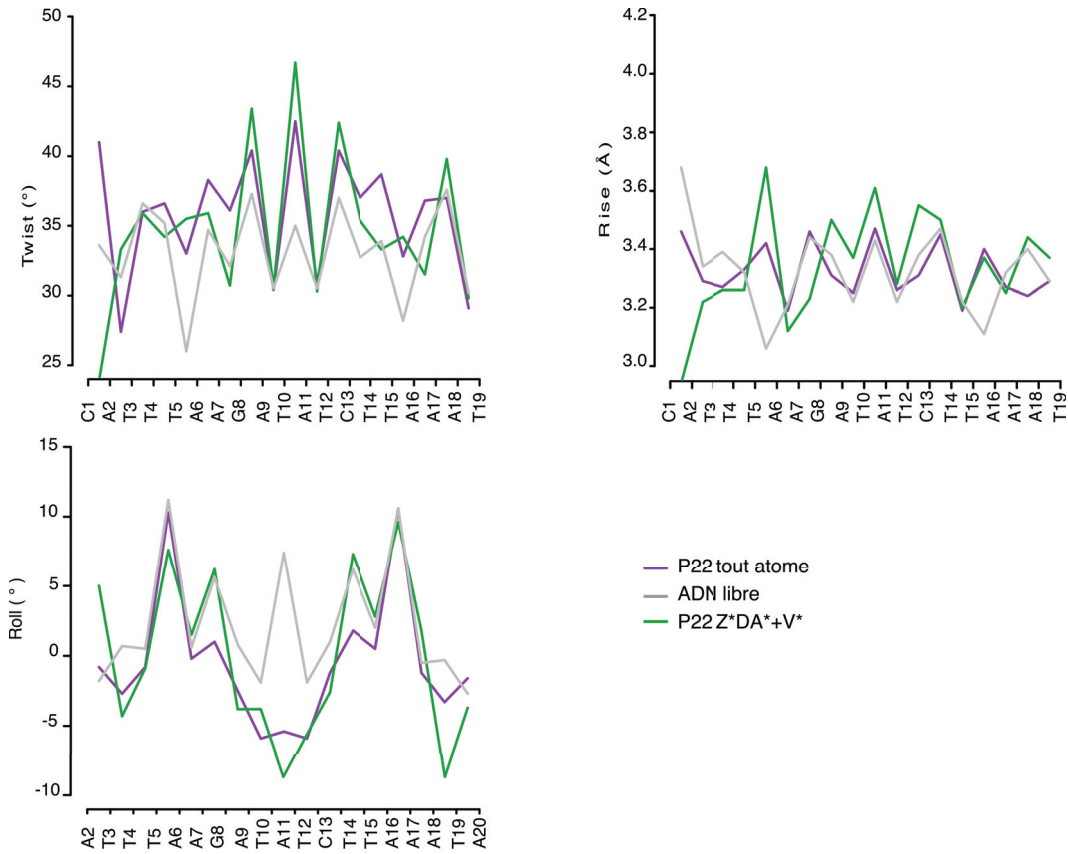 50
45
40
35
30
25
Twist (°)
C1 A2 T3 T4 T5 A6 A7 G8 A9 T10 A11 T12 C13 T14 T15 A16 A17 A18 T19
4.2
4.0
3.8
3.6
3.4
3.2
3.0
Rise (Å)
C1 A2 T3 T4 T5 A6 A7 G8 A9 T10 A11 T12 C13 T14 T15 A16 A17 A18 T19
15
10
5
0
-5
-10
Roll (°)
A2 T3 T4 T5 A6 A7 G8 A9 T10 A11 T12 C13 T14 T15 A16 A17 A18 T19 A20
P22 tout atome
ADN libre
P22 Z*DA*+V*